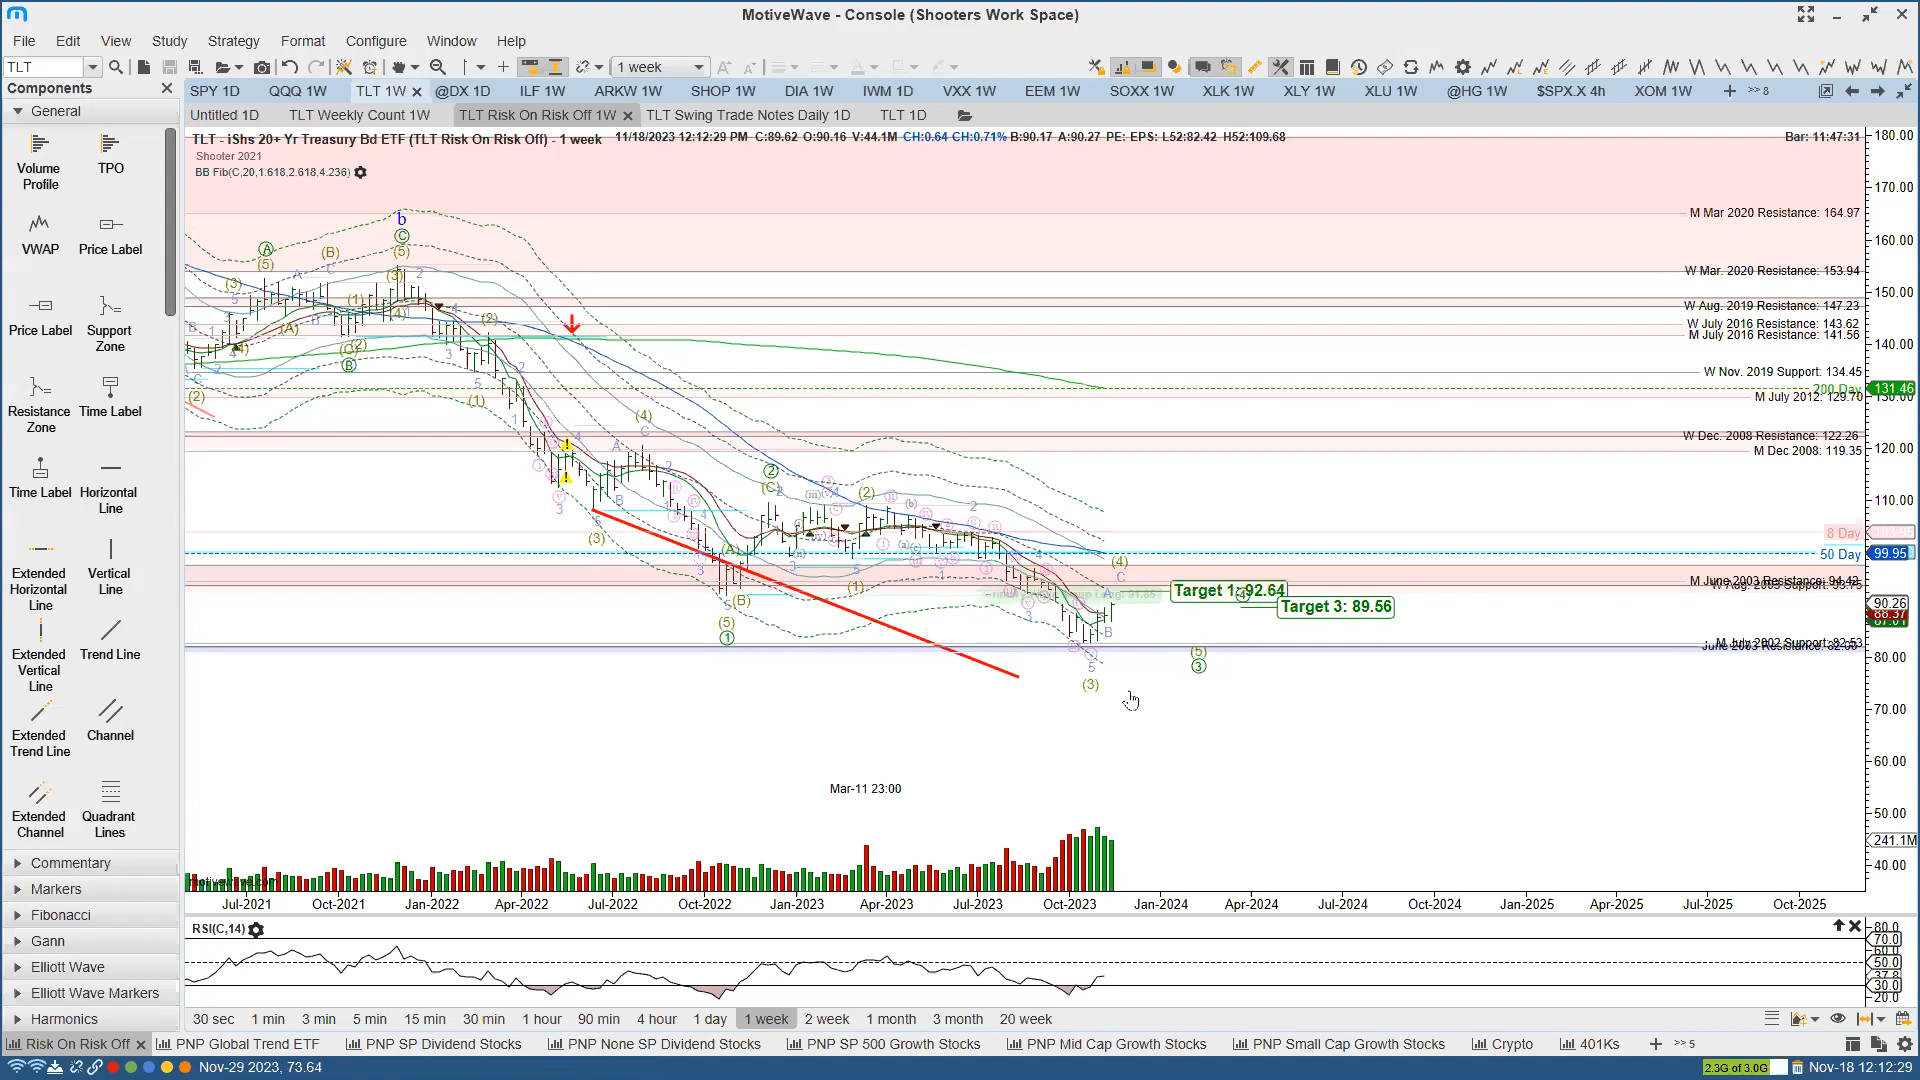 MotiveWave - Console (Shooters Work Space)
File Edit View Study Strategy Format Configure Window Help
TLT
1 week
Components
General
Volume Profile
TPO
VWAP
Price Label
Price Label
Support Zone
Resistance Zone
Time Label
Time Label
Horizontal Line
Extended Horizontal Line
Vertical Line
Extended Vertical Line
Trend Line
Extended Trend Line
Channel
Extended Channel
Quadrant Lines
Commentary
Markers
Fibonacci
Gann
Elliott Wave
Elliott Wave Markers
Harmonics
SPY 1D QQQ 1W TLT 1W @DX 1D ILF 1W ARKW 1W SHOP 1W DIA 1W IWM 1D VXX 1W EEM 1W SOXX 1W XLK 1W XLY 1W XLU 1W @HG 1W $SPX.X 4h XOM 1W >> 8
Untitled 1D TLT Weekly Count 1W TLT Risk On Risk Off 1W TLT Swing Trade Notes Daily 1D TLT 1D
TLT - iShs 20+ Yr Treasury Bd ETF (TLT Risk On Risk Off) - 1 week 11/18/2023 12:12:29 PM C:89.62 O:90.16 V:44.1M CH:0.64 CH:0.71% B:90.17 A:90.27 PE: EPS: L52:82.42 H52:109.68 Bar: 11:47:31
Shooter 2021
BB Fib(C,20,1.618,2.618,4.236)
M Mar 2020 Resistance: 164.97
W Mar. 2020 Resistance: 153.94
W Aug. 2019 Resistance: 147.23
W July 2016 Resistance: 143.62
M July 2016 Resistance: 141.56
W Nov. 2019 Support: 134.45
200 Day 131.46
M July 2012: 129.70
W Dec. 2008 Resistance: 122.26
M Dec 2008: 119.35
8 Day
50 Day 99.95
M June 2003 Resistance: 94.42
W Aug. 2003 Support: 93.75
Target 1: 92.64
Target 3: 89.56
90.26
M July 2002 Support: 82.53
180.00
170.00
160.00
150.00
140.00
130.00
120.00
110.00
80.00
70.00
60.00
50.00
241.1M
40.00
Mar-11 23:00
motivewave.com
Jul-2021 Oct-2021 Jan-2022 Apr-2022 Jul-2022 Oct-2022 Jan-2023 Apr-2023 Jul-2023 Oct-2023 Jan-2024 Apr-2024 Jul-2024 Oct-2024 Jan-2025 Apr-2025 Jul-2025 Oct-2025
RSI(C,14)
80.0
70.0
50.0
37.8
30.0
20.0
30 sec 1 min 3 min 5 min 15 min 30 min 1 hour 90 min 4 hour 1 day 1 week 2 week 1 month 3 month 20 week
Risk On Risk Off PNP Global Trend ETF PNP SP Dividend Stocks PNP None SP Dividend Stocks PNP SP 500 Growth Stocks PNP Mid Cap Growth Stocks PNP Small Cap Growth Stocks Crypto 401Ks >> 5
Nov-29 2023, 73.64
2.3G of 3.0G
Nov-18 12:12:29